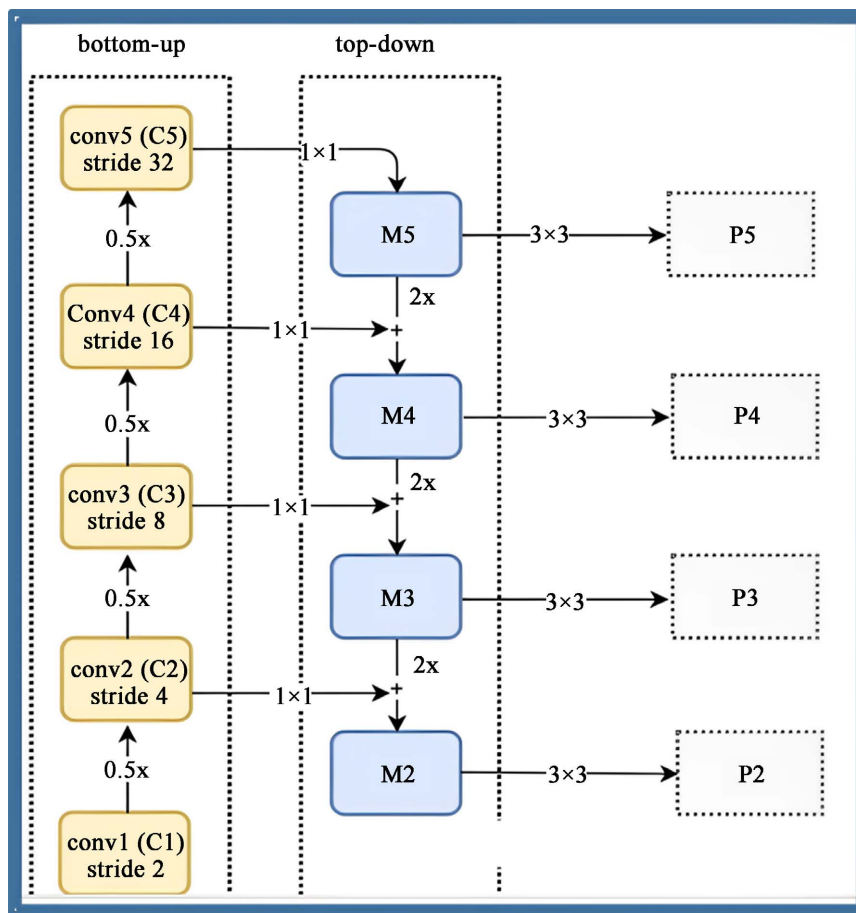 bottom-up
top-down
conv5 (C5)
stride 32
1×1
0.5x
M5
3×3
P5
2x
Conv4 (C4)
stride 16
1×1
+
0.5x
M4
3×3
P4
2x
conv3 (C3)
stride 8
1×1
+
0.5x
M3
3×3
P3
2x
conv2 (C2)
stride 4
1×1
+
0.5x
M2
3×3
P2
conv1 (C1)
stride 2